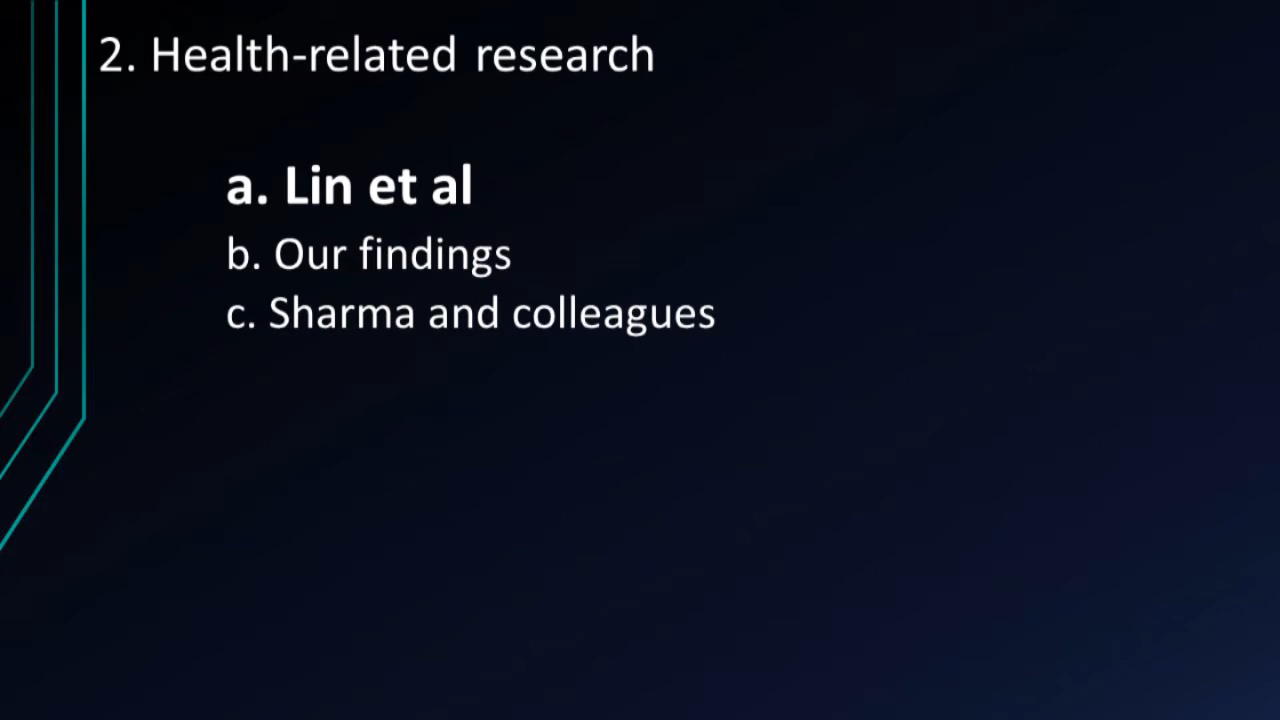 2. Health-related research
a. Lin et al
b. Our findings
c. Sharma and colleagues